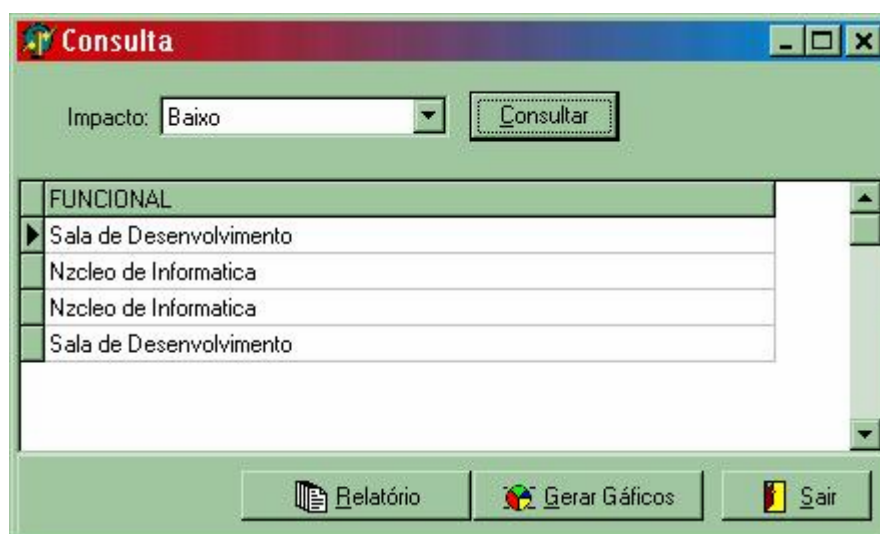 Consulta
Impacto: Baixo Consultar
FUNCIONAL
Sala de Desenvolvimento
Nzcleo de Informatica
Nzcleo de Informatica
Sala de Desenvolvimento
Relatório Gerar Gáficos Sair